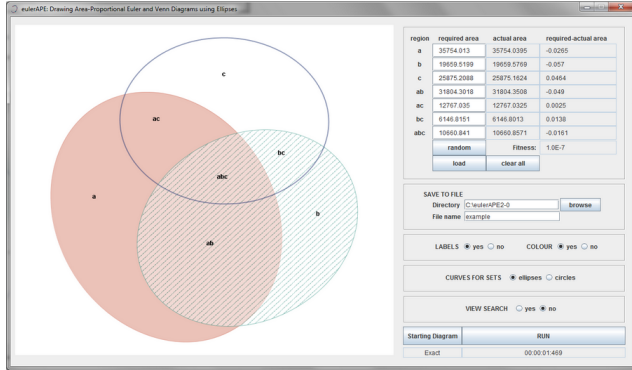 eulerAPE: Drawing Area-Proportional Euler and Venn Diagrams using Ellipses
c
ac
bc
abc
a
b
ab
region required area actual area required-actual area
a 35754.013 35754.0395 -0.0265
b 19659.5199 19659.5769 -0.057
c 25875.2088 25875.1624 0.0464
ab 31804.3018 31804.3508 -0.049
ac 12767.035 12767.0325 0.0025
bc 6146.8151 6146.8013 0.0138
abc 10660.841 10660.8571 -0.0161
random Fitness: 1.0E-7
load clear all
SAVE TO FILE
Directory C:\eulerAPE2-0 browse
File name example
LABELS yes no COLOUR yes no
CURVES FOR SETS ellipses circles
VIEW SEARCH yes no
Starting Diagram RUN
Exact 00:00:01:469